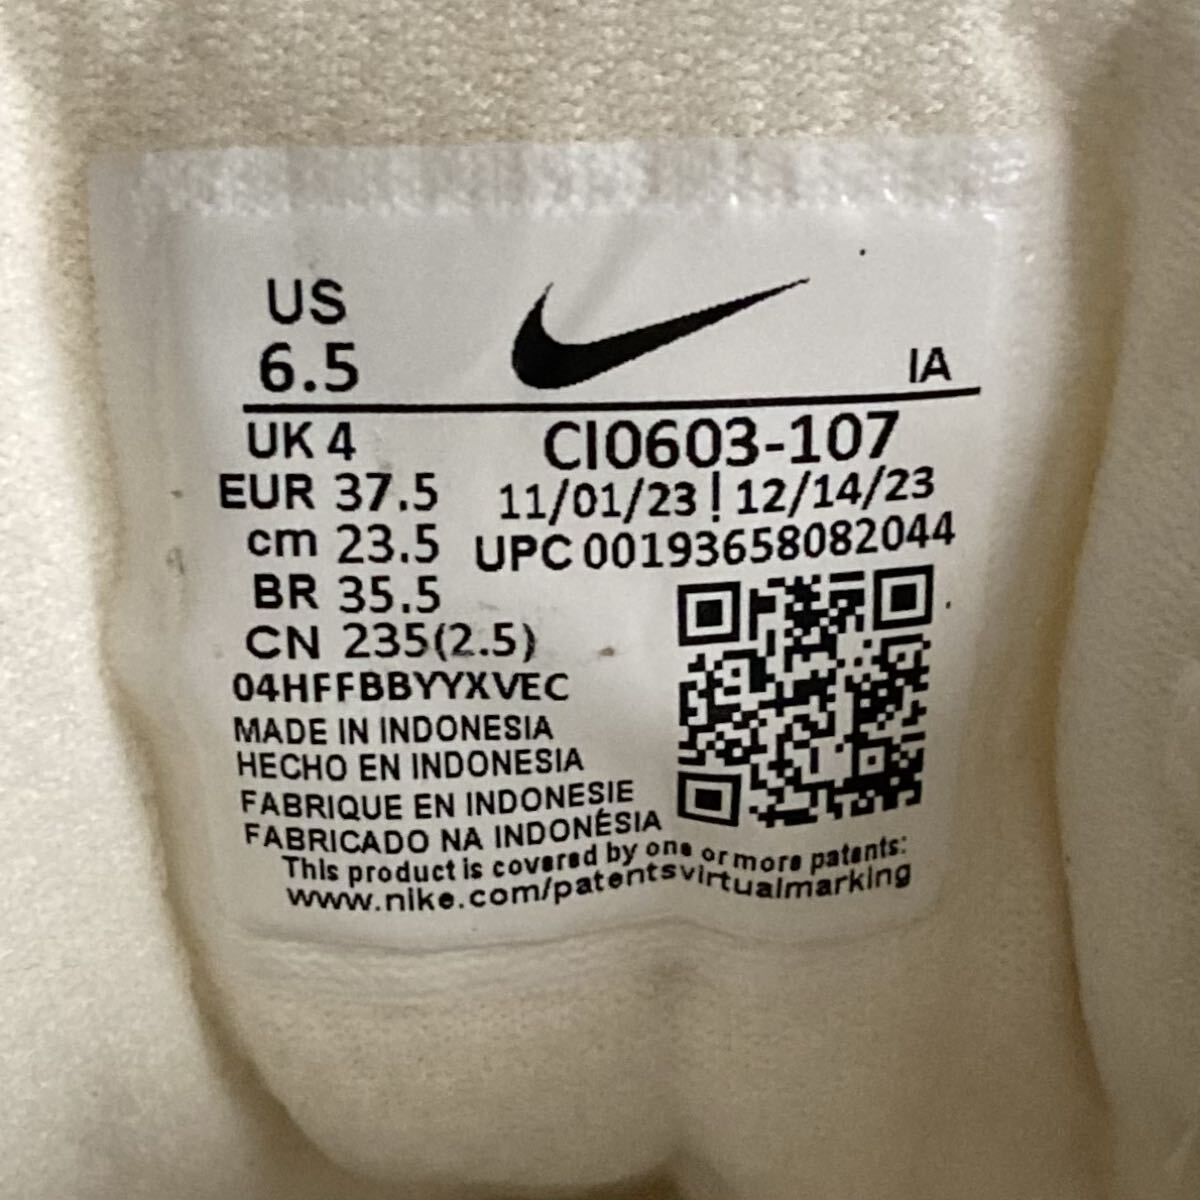 US
6.5
IA
UK 4
CI0603-107
EUR 37.5
11/01/23 | 12/14/23
cm 23.5
UPC 00193658082044
BR 35.5
CN 235(2.5)
04HFFBBYYXVEC
MADE IN INDONESIA
HECHO EN INDONESIA
FABRIQUE EN INDONESIE
FABRICADO NA INDONÉSIA
This product is covered by one or more patents:
www.nike.com/patentsvirtualmarking